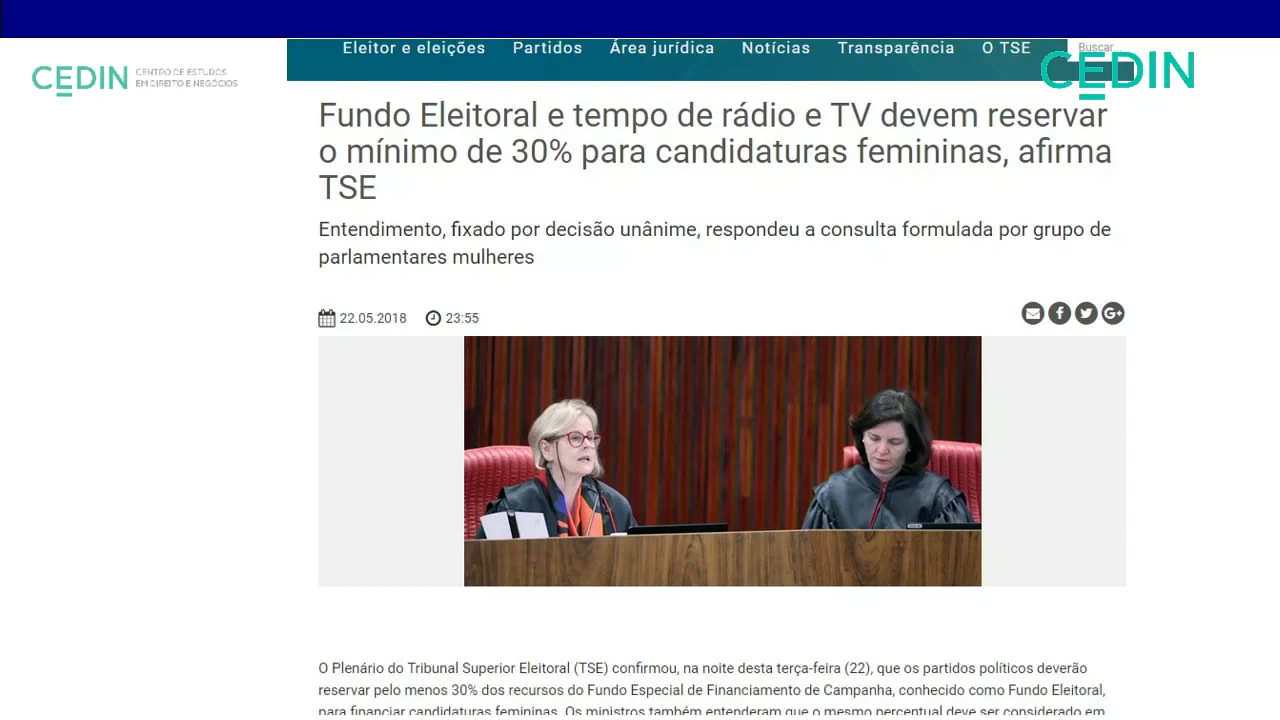 Eleitor e eleições Partidos Área jurídica Notícias Transparência O TSE Buscar...
CEDIN CENTRO DE ESTUDOS
EM DIREITO E NEGÓCIOS
CEDIN
Fundo Eleitoral e tempo de rádio e TV devem reservar
o mínimo de 30% para candidaturas femininas, afirma
TSE
Entendimento, fixado por decisão unânime, respondeu a consulta formulada por grupo de
parlamentares mulheres
22.05.2018 23:55
O Plenário do Tribunal Superior Eleitoral (TSE) confirmou, na noite desta terça-feira (22), que os partidos políticos deverão
reservar pelo menos 30% dos recursos do Fundo Especial de Financiamento de Campanha, conhecido como Fundo Eleitoral,
para financiar candidaturas femininas. Os ministros também entenderam que o mesmo percentual deve ser considerado em